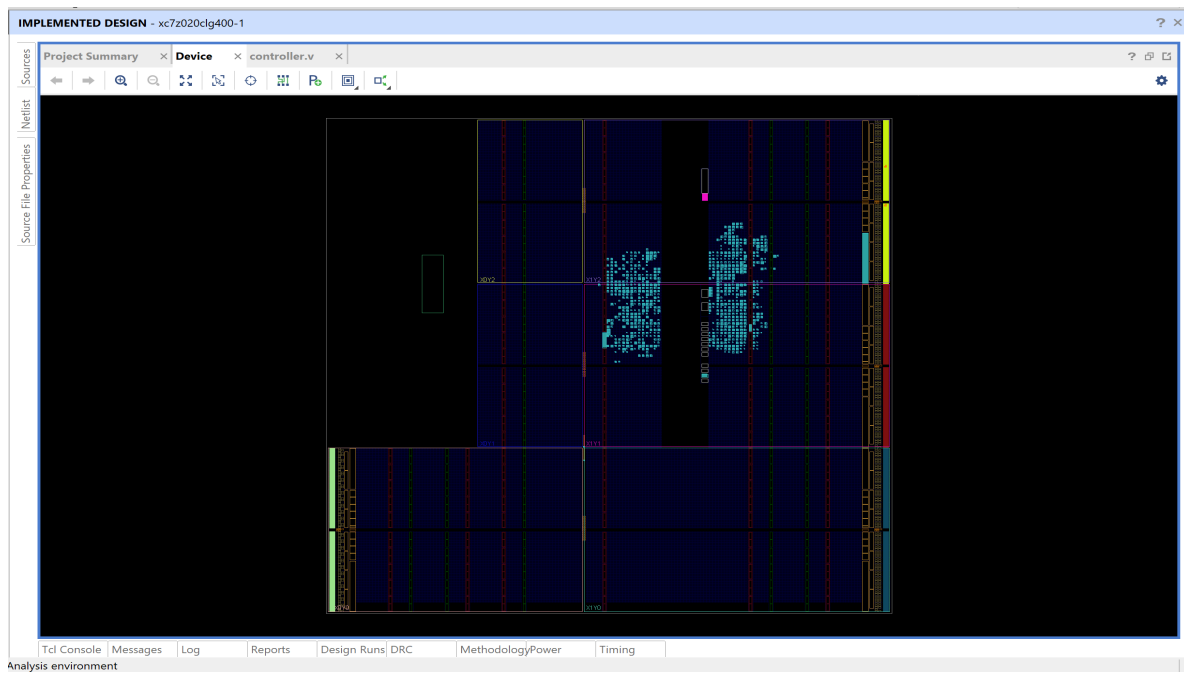 IMPLEMENTED DESIGN - xc7z020clg400-1
? ×
Sources
Netlist
Source File Properties
Project Summary × Device × controller.v ×
?
X0Y2
X1Y2
X1Y1
X1Y0
Tcl Console Messages Log Reports Design Runs DRC Methodology Power Timing
Analysis environment